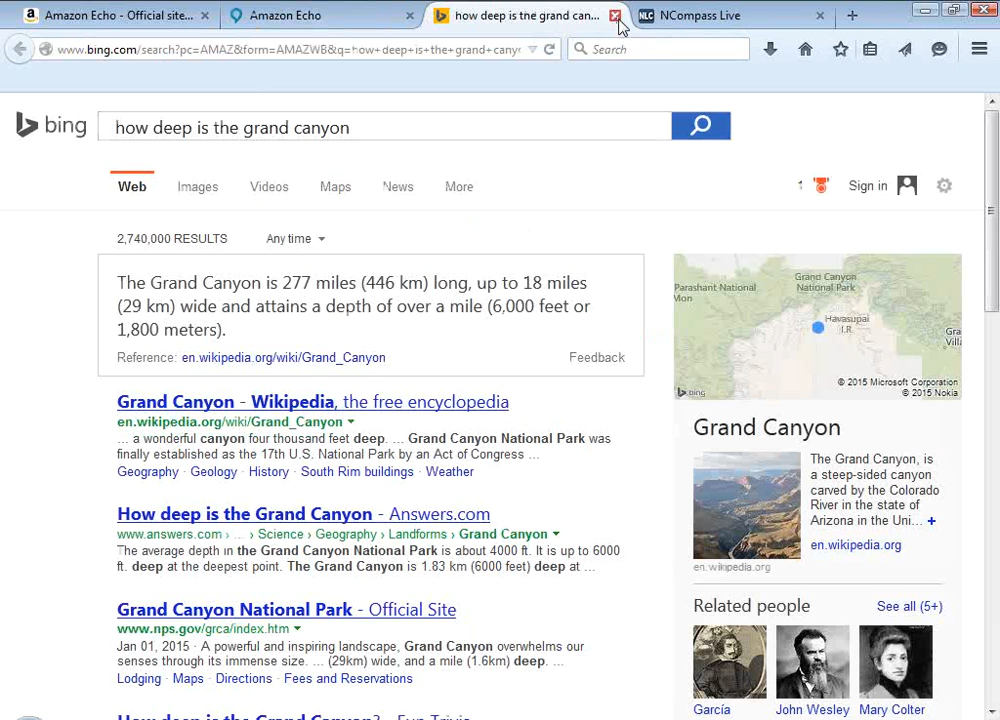 Amazon Echo - Official site...
Amazon Echo
how deep is the grand can...
NLC NCompass Live
www.bing.com/search?pc=AMAZ&form=AMAZWB&q=how+deep+is+the+grand+cany
Search
bing
how deep is the grand canyon
Web Images Videos Maps News More
1 Sign in
2,740,000 RESULTS Any time
The Grand Canyon is 277 miles (446 km) long, up to 18 miles
(29 km) wide and attains a depth of over a mile (6,000 feet or
1,800 meters).
Reference: en.wikipedia.org/wiki/Grand_Canyon Feedback
Grand Canyon - Wikipedia, the free encyclopedia
en.wikipedia.org/wiki/Grand_Canyon
... a wonderful canyon four thousand feet deep. ... Grand Canyon National Park was
finally established as the 17th U.S. National Park by an Act of Congress ...
Geography · Geology · History · South Rim buildings · Weather
How deep is the Grand Canyon - Answers.com
www.answers.com › ... › Science › Geography › Landforms › Grand Canyon
The average depth in the Grand Canyon National Park is about 4000 ft. It is up to 6000
ft. deep at the deepest point. The Grand Canyon is 1.83 km (6000 feet) deep at ...
Grand Canyon National Park - Official Site
www.nps.gov/grca/index.htm
Jan 01, 2015 · A powerful and inspiring landscape, Grand Canyon overwhelms our
senses through its immense size. ... (29km) wide, and a mile (1.6km) deep. ...
Lodging · Maps · Directions · Fees and Reservations
How deep is the Grand Canyon? - Fun Trivia
Grand Canyon
National Park
Parashant National
Mon
Havasupai
I.R.
Gra
Villa
bing
© 2015 Microsoft Corporation
© 2015 Nokia
Grand Canyon
The Grand Canyon, is
a steep-sided canyon
carved by the Colorado
River in the state of
Arizona in the Uni... +
en.wikipedia.org
en.wikipedia.org
Related people See all (5+)
García John Wesley Mary Colter